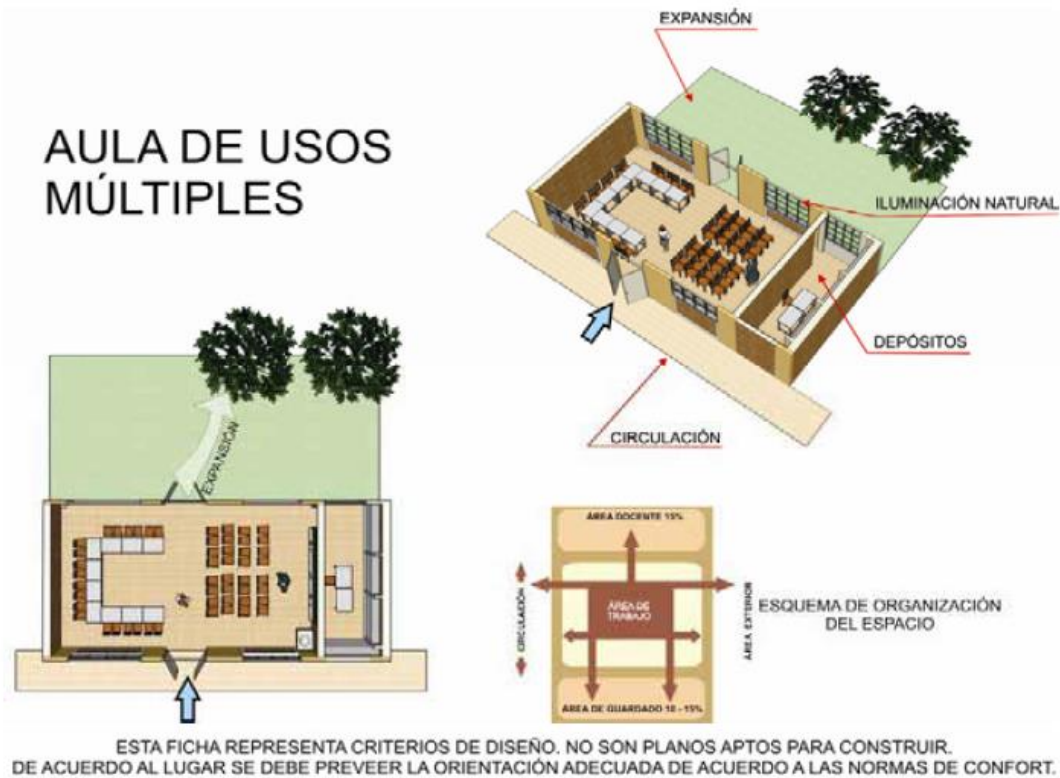 EXPANSIÓN
AULA DE USOS
MÚLTIPLES
ILUMINACIÓN NATURAL
DEPÓSITOS
CIRCULACIÓN
EXPANSIÓN
ÁREA DOCENTE 15%
ÁREA DE
TRABAJO
CIRCULACIÓN
ÁREA EXTERIOR
ESQUEMA DE ORGANIZACIÓN
DEL ESPACIO
ÁREA DE GUARDADO 10 - 15%
ESTA FICHA REPRESENTA CRITERIOS DE DISEÑO. NO SON PLANOS APTOS PARA CONSTRUIR.
DE ACUERDO AL LUGAR SE DEBE PREVEER LA ORIENTACIÓN ADECUADA DE ACUERDO A LAS NORMAS DE CONFORT.